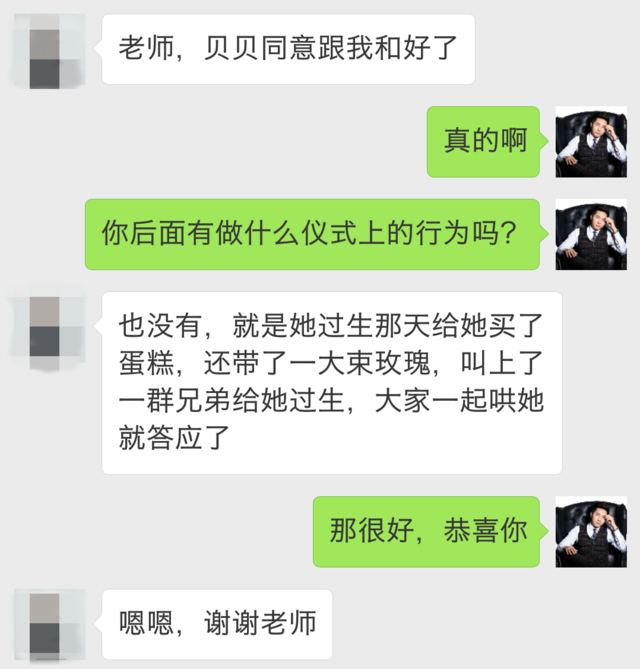 老师，贝贝同意跟我和好了
真的啊
你后面有做什么仪式上的行为吗？
也没有，就是她过生那天给她买了
蛋糕，还带了一大束玫瑰，叫上了
一群兄弟给她过生，大家一起哄她
就答应了
那很好，恭喜你
嗯嗯，谢谢老师